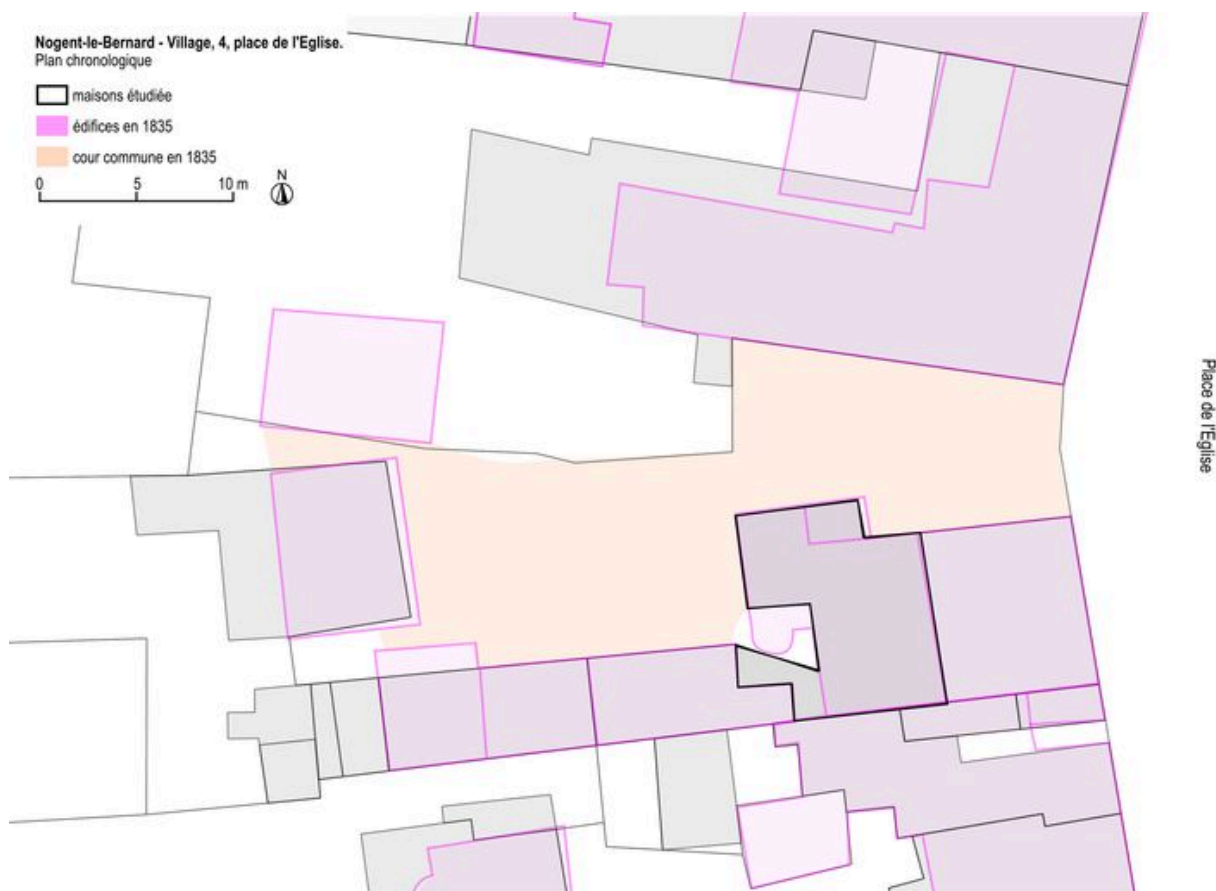 Nogent-le-Bernard - Village, 4, place de l'Eglise.
Plan chronologique
maisons étudiée
édifices en 1835
cour commune en 1835
0 5 10 m
N
Place de l'Eglise